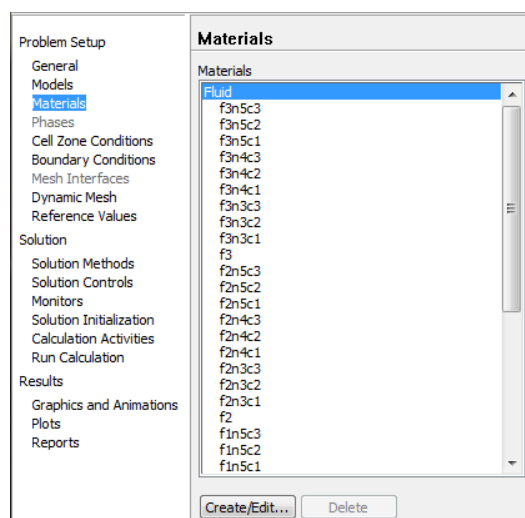 Problem Setup
General
Models
Materials
Phases
Cell Zone Conditions
Boundary Conditions
Mesh Interfaces
Dynamic Mesh
Reference Values
Solution
Solution Methods
Solution Controls
Monitors
Solution Initialization
Calculation Activities
Run Calculation
Results
Graphics and Animations
Plots
Reports
Materials
Materials
Fluid
f3n5c3
f3n5c2
f3n5c1
f3n4c3
f3n4c2
f3n4c1
f3n3c3
f3n3c2
f3n3c1
f3
f2n5c3
f2n5c2
f2n5c1
f2n4c3
f2n4c2
f2n4c1
f2n3c3
f2n3c2
f2n3c1
f2
f1n5c3
f1n5c2
f1n5c1
Create/Edit...
Delete